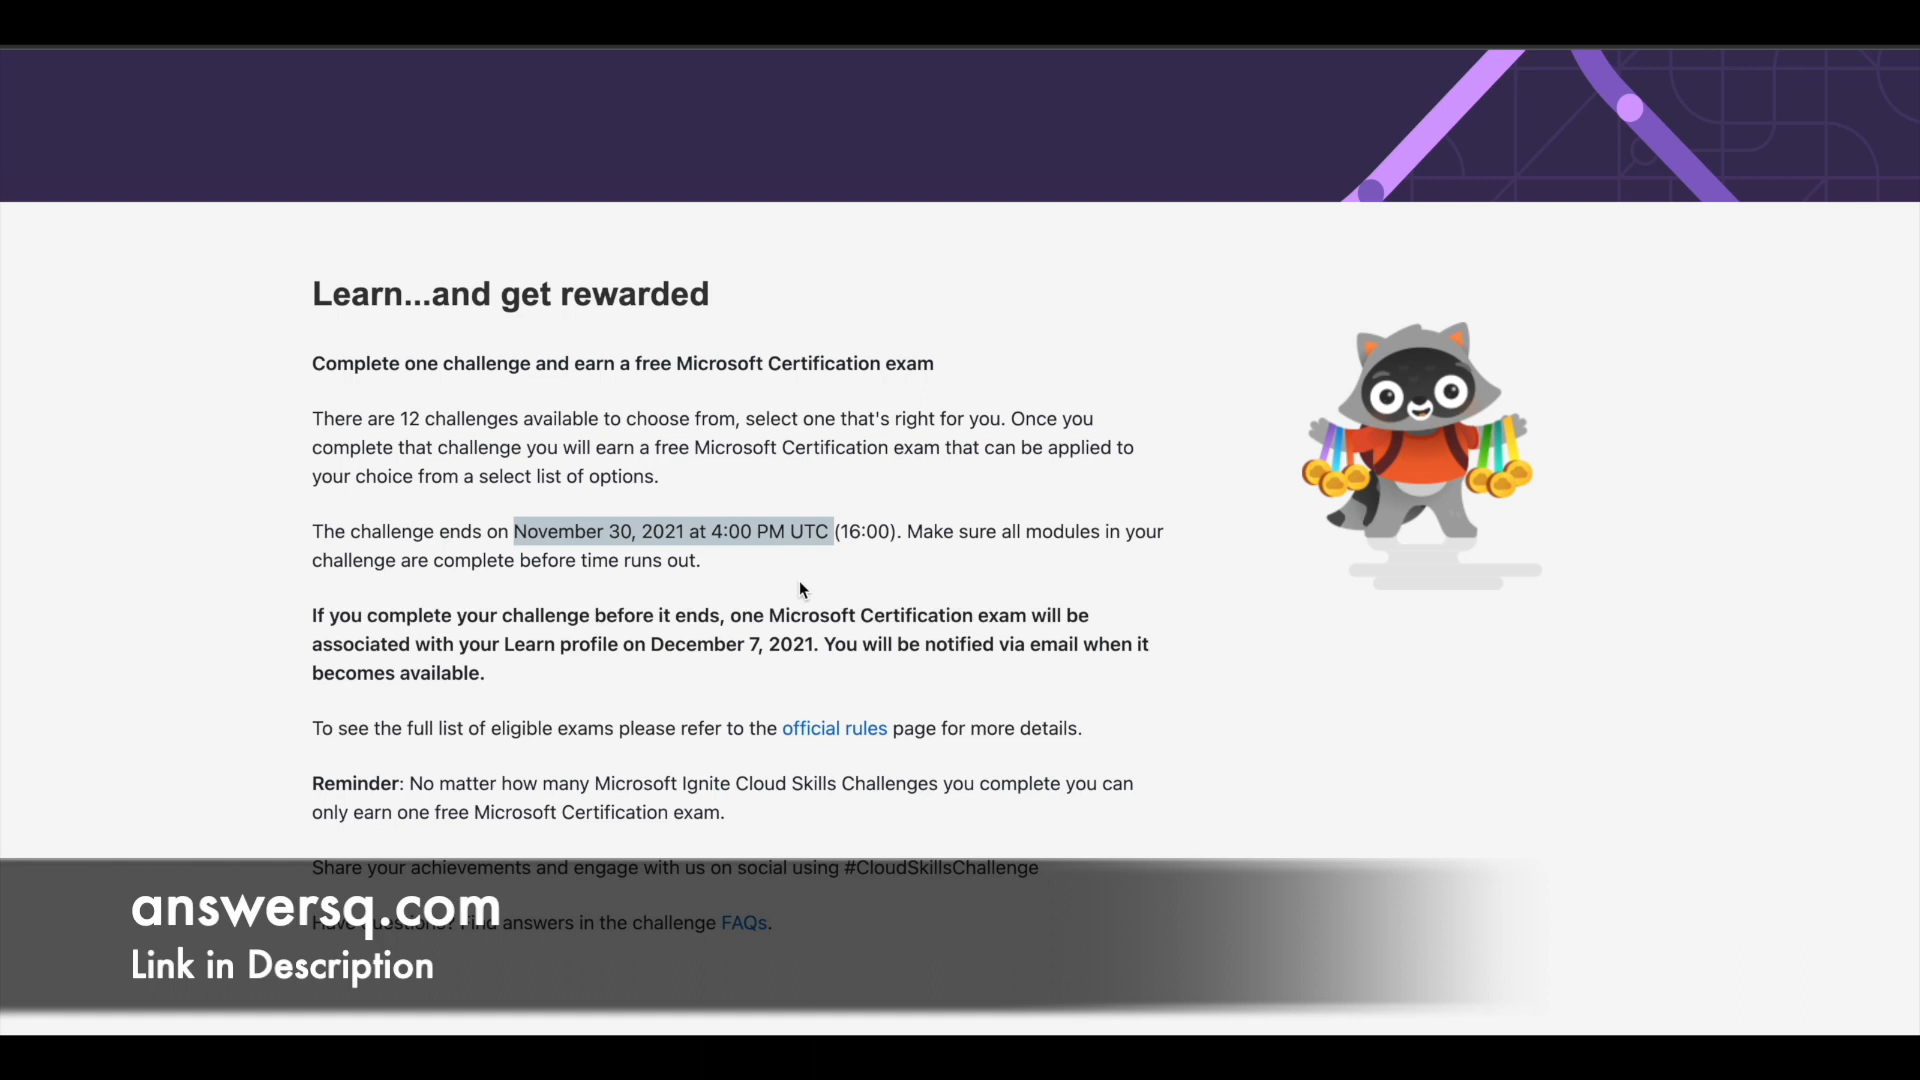 Learn...and get rewarded
Complete one challenge and earn a free Microsoft Certification exam
There are 12 challenges available to choose from, select one that's right for you. Once you
complete that challenge you will earn a free Microsoft Certification exam that can be applied to
your choice from a select list of options.
The challenge ends on November 30, 2021 at 4:00 PM UTC (16:00). Make sure all modules in your
challenge are complete before time runs out.
If you complete your challenge before it ends, one Microsoft Certification exam will be
associated with your Learn profile on December 7, 2021. You will be notified via email when it
becomes available.
To see the full list of eligible exams please refer to the official rules page for more details.
Reminder: No matter how many Microsoft Ignite Cloud Skills Challenges you complete you can
only earn one free Microsoft Certification exam.
Share your achievements and engage with us on social using #CloudSkillsChallenge
Have questions? Find answers in the challenge FAQs.
answersq.com
Link in Description